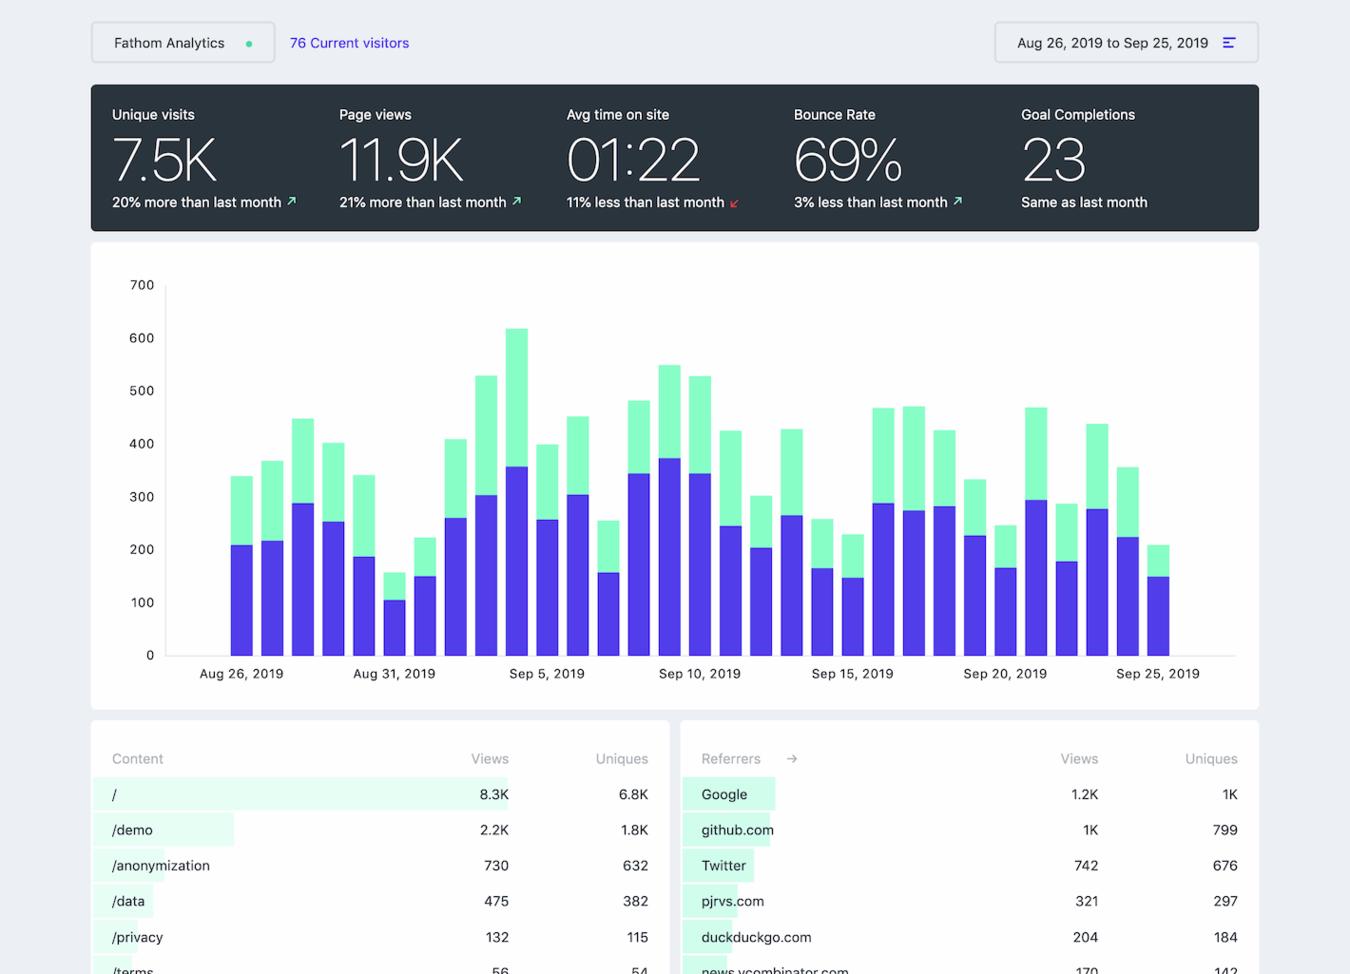 Fathom Analytics
76 Current visitors
Aug 26, 2019 to Sep 25, 2019
Unique visits
7.5K
20% more than last month
Page views
11.9K
21% more than last month
Avg time on site
01:22
11% less than last month
Bounce Rate
69%
3% less than last month
Goal Completions
23
Same as last month
700
600
500
400
300
200
100
0
Aug 26, 2019 Aug 31, 2019 Sep 5, 2019 Sep 10, 2019 Sep 15, 2019 Sep 20, 2019 Sep 25, 2019
Content Views Uniques
/ 8.3K 6.8K
/demo 2.2K 1.8K
/anonymization 730 632
/data 475 382
/privacy 132 115
/terms 56 54
Referrers → Views Uniques
Google 1.2K 1K
github.com 1K 799
Twitter 742 676
pjrvs.com 321 297
duckduckgo.com 204 184
news.ycombinator.com 170 142